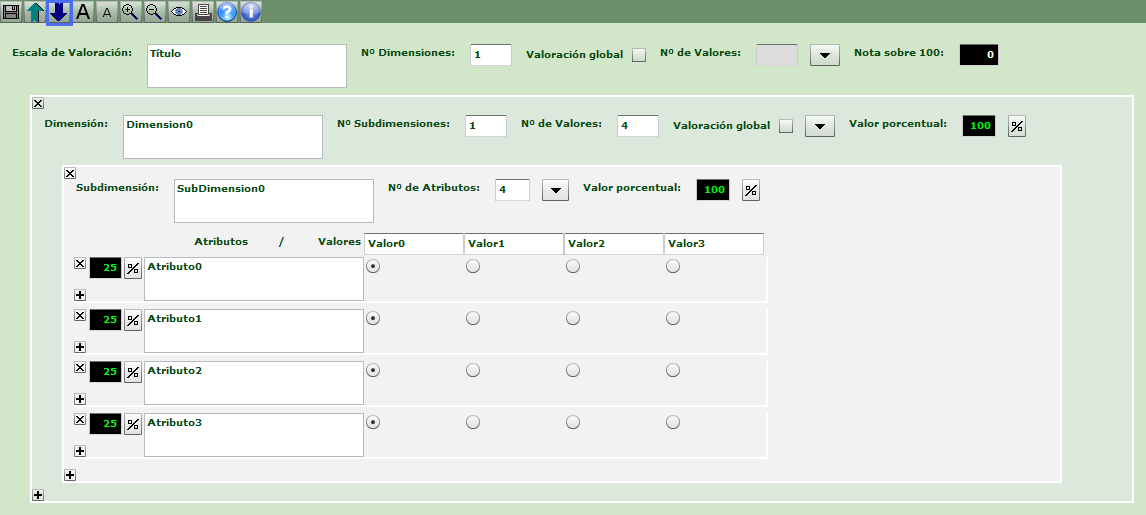 A A ? i
Escala de Valoración: Título Nº Dimensiones: 1 Valoración global Nº de Valores: Nota sobre 100: 0
Dimensión: Dimension0 Nº Subdimensiones: 1 Nº de Valores: 4 Valoración global Valor porcentual: 100 %
Subdimensión: SubDimension0 Nº de Atributos: 4 Valor porcentual: 100 %
Atributos / Valores Valor0 Valor1 Valor2 Valor3
25 % Atributo0
25 % Atributo1
25 % Atributo2
25 % Atributo3